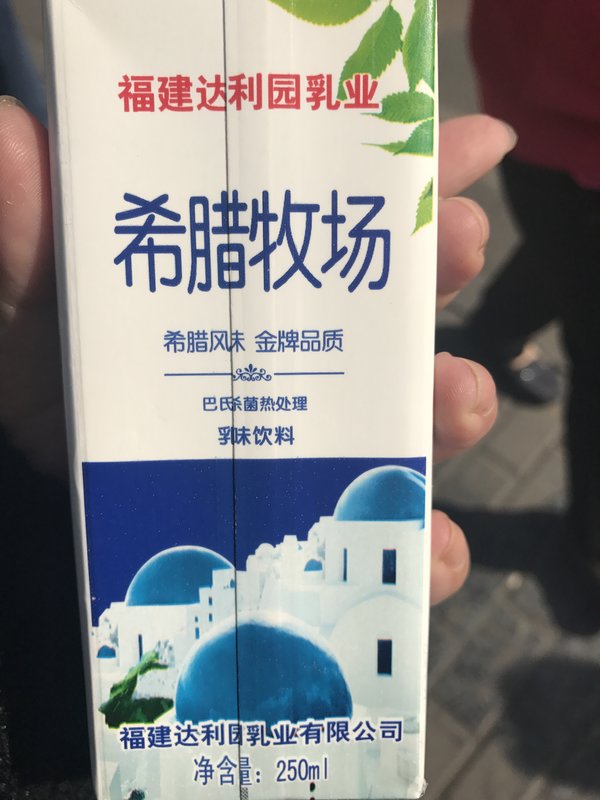 福建达利园乳业
希腊牧场
希腊风味 金牌品质
巴氏杀菌热处理
乳味饮料
福建达利园乳业有限公司
净含量：250ml